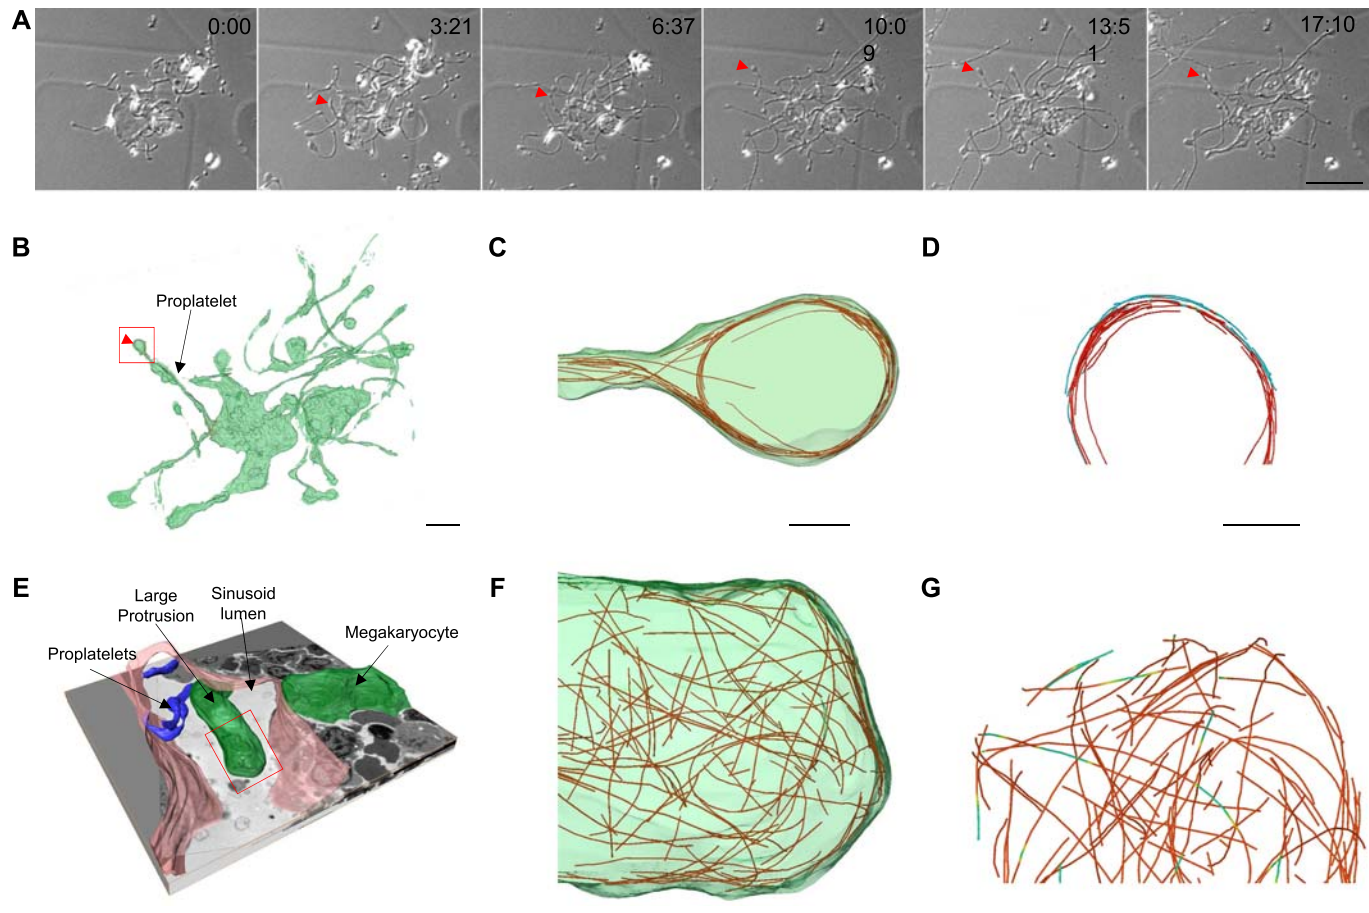 A
0:00
3:21
6:37
10:0
9
13:5
1
17:10
B
Proplatelet
C
D
E
Large
Protrusion
Sinusoid
lumen
Megakaryocyte
Proplatelets
F
G